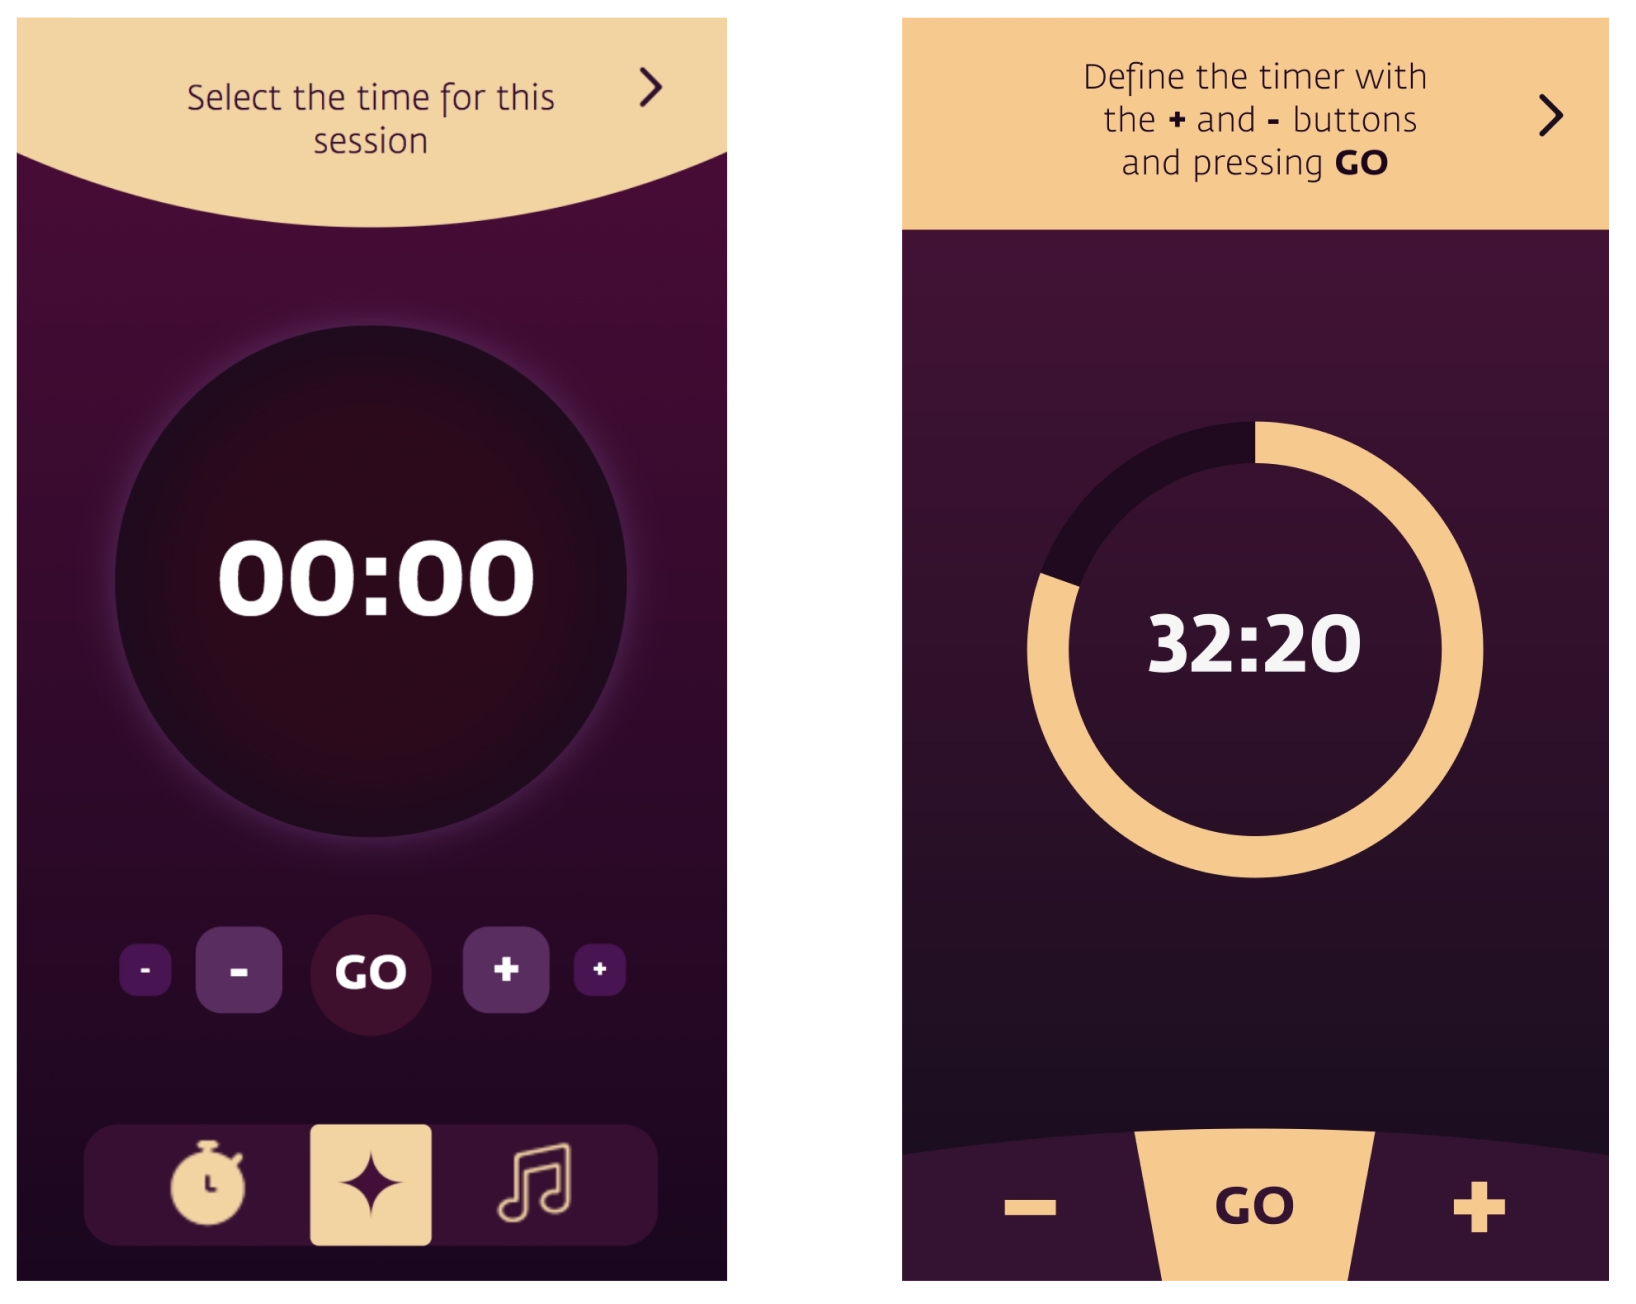 Select the time for this
session
00:00
- - GO + +
Define the timer with
the + and - buttons
and pressing GO
32:20
− GO +